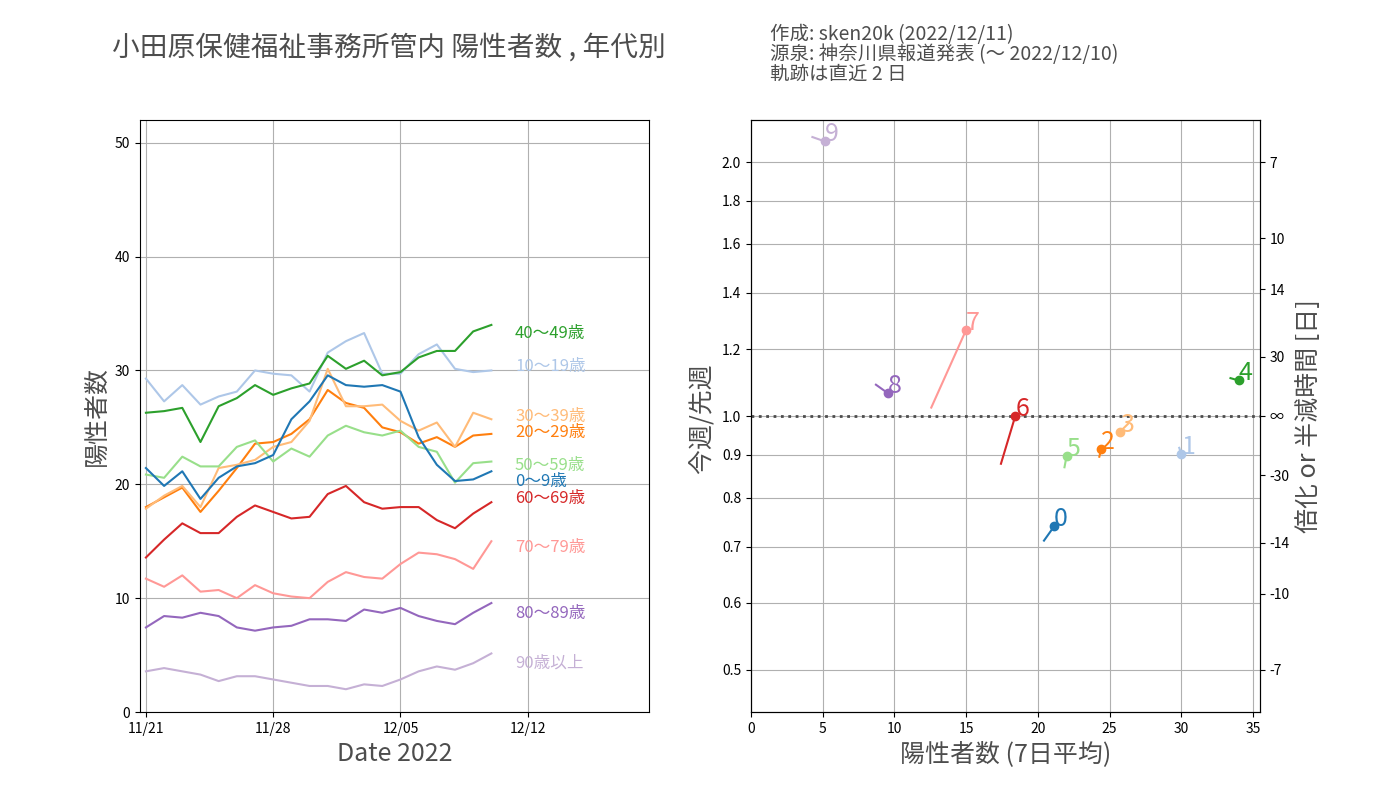 小田原保健福祉事務所管内 陽性者数 , 年代別
作成: sken20k (2022/12/11)
源泉: 神奈川県報道発表 (～ 2022/12/10)
軌跡は直近 2 日
陽性者数
50
40
30
20
10
0
40～49歳
10～19歳
30～39歳
20～29歳
50～59歳
0～9歳
60～69歳
70～79歳
80～89歳
90歳以上
11/21
11/28
12/05
12/12
Date 2022
今週/先週
2.0
1.8
1.6
1.4
1.2
1.0
0.9
0.8
0.7
0.6
0.5
9
7
4
8
6
3
2
1
5
0
7
10
14
30
∞
-30
-14
-10
-7
倍化 or 半減時間 [日]
0
5
10
15
20
25
30
35
陽性者数 (7日平均)